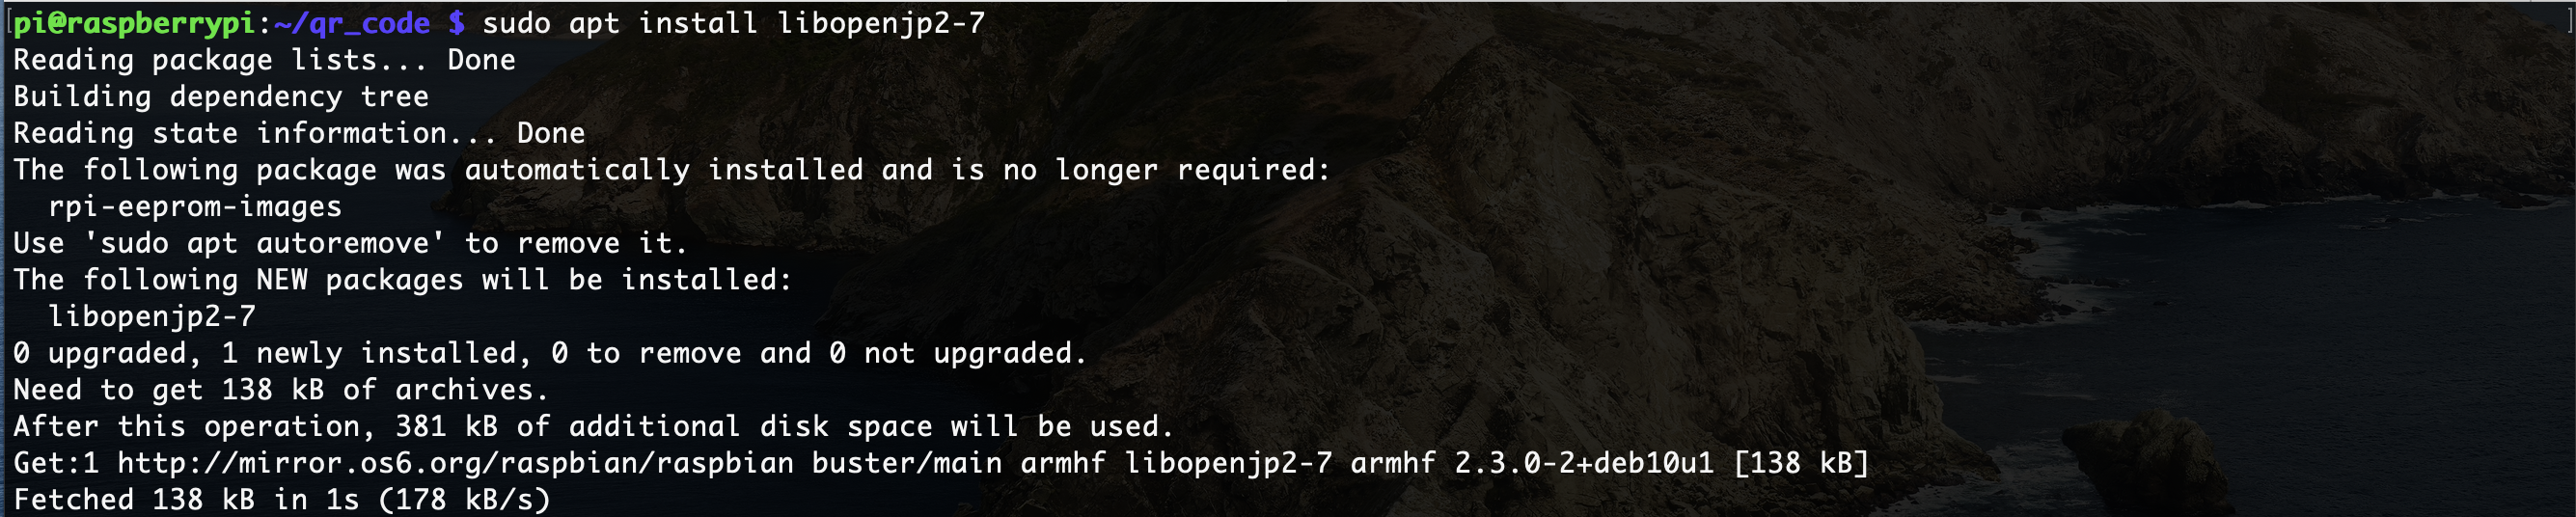 pi@raspberrypi:~/qr_code $ sudo apt install libopenjp2-7
Reading package lists... Done
Building dependency tree
Reading state information... Done
The following package was automatically installed and is no longer required:
  rpi-eeprom-images
Use 'sudo apt autoremove' to remove it.
The following NEW packages will be installed:
  libopenjp2-7
0 upgraded, 1 newly installed, 0 to remove and 0 not upgraded.
Need to get 138 kB of archives.
After this operation, 381 kB of additional disk space will be used.
Get:1 http://mirror.os6.org/raspbian/raspbian buster/main armhf libopenjp2-7 armhf 2.3.0-2+deb10u1 [138 kB]
Fetched 138 kB in 1s (178 kB/s)